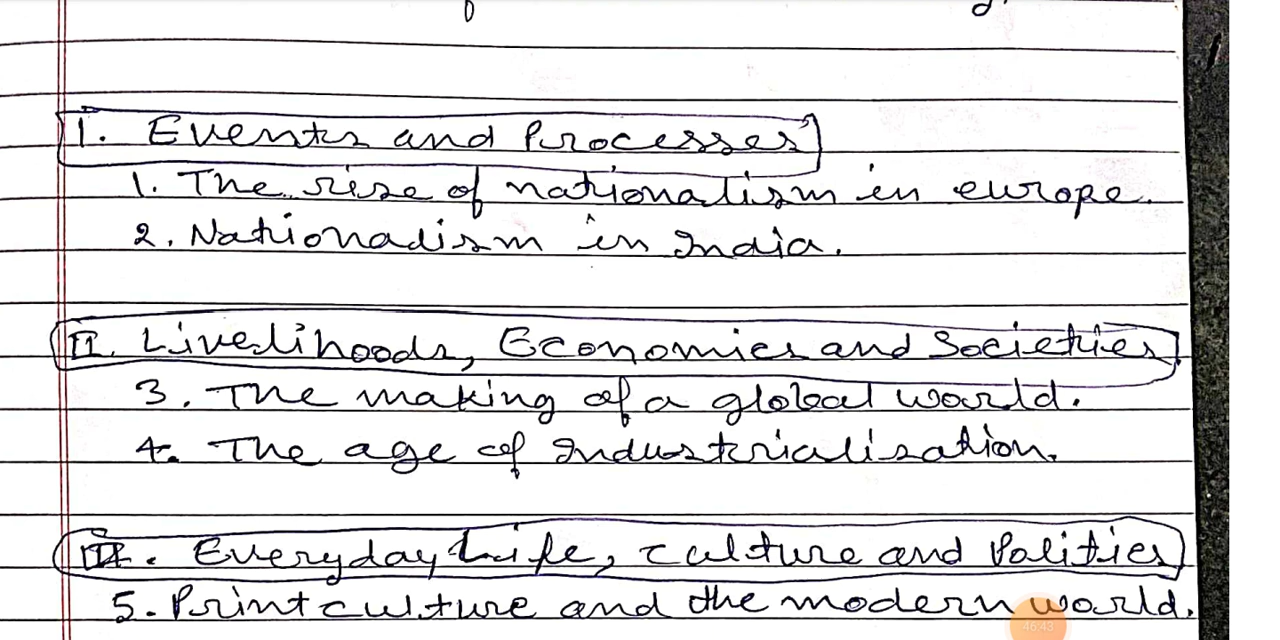 I. Events and Processes
1. The rise of nationalism in europe.
2. Nationalism in India.
II. Livelihoods, Economies and Societies
3. The making of a global world.
4. The age of Industrialisation.
III. Everyday Life, culture and Politics
5. Print culture and the modern world.
46:43